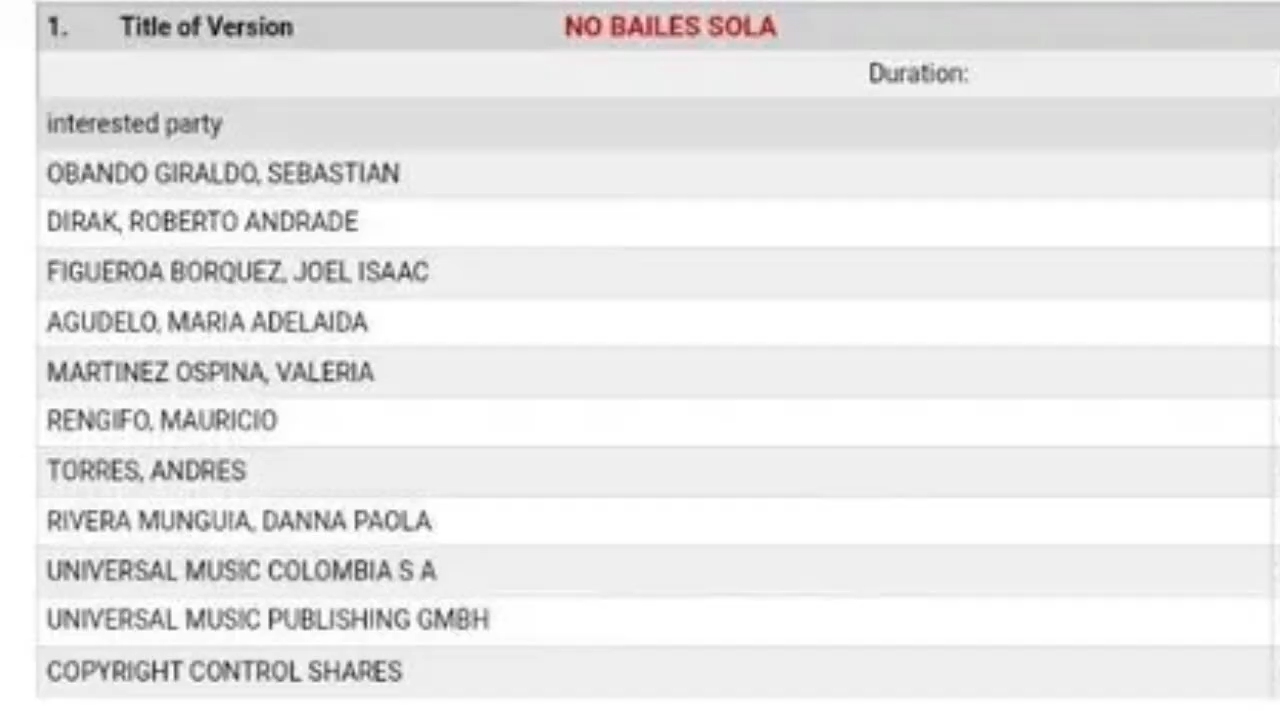 1. Title of Version NO BAILES SOLA
Duration:
interested party
OBANDO GIRALDO, SEBASTIAN
DIRAK, ROBERTO ANDRADE
FIGUEROA BORQUEZ, JOEL ISAAC
AGUDELO, MARIA ADELAIDA
MARTINEZ OSPINA, VALERIA
RENGIFO, MAURICIO
TORRES, ANDRES
RIVERA MUNGUIA, DANNA PAOLA
UNIVERSAL MUSIC COLOMBIA S A
UNIVERSAL MUSIC PUBLISHING GMBH
COPYRIGHT CONTROL SHARES